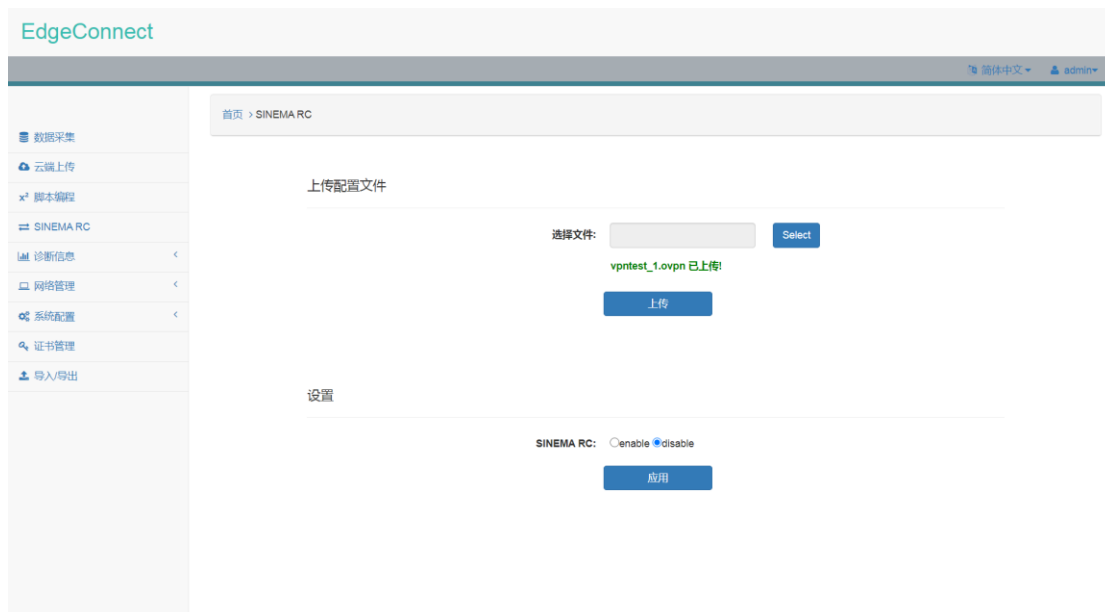 EdgeConnect
简体中文 admin
首页 > SINEMA RC
数据采集
云端上传
x² 脚本编程
SINEMA RC
诊断信息
网络管理
系统配置
证书管理
导入/导出
上传配置文件
选择文件: Select
vpntest_1.ovpn 已上传!
上传
设置
SINEMA RC: enable disable
应用